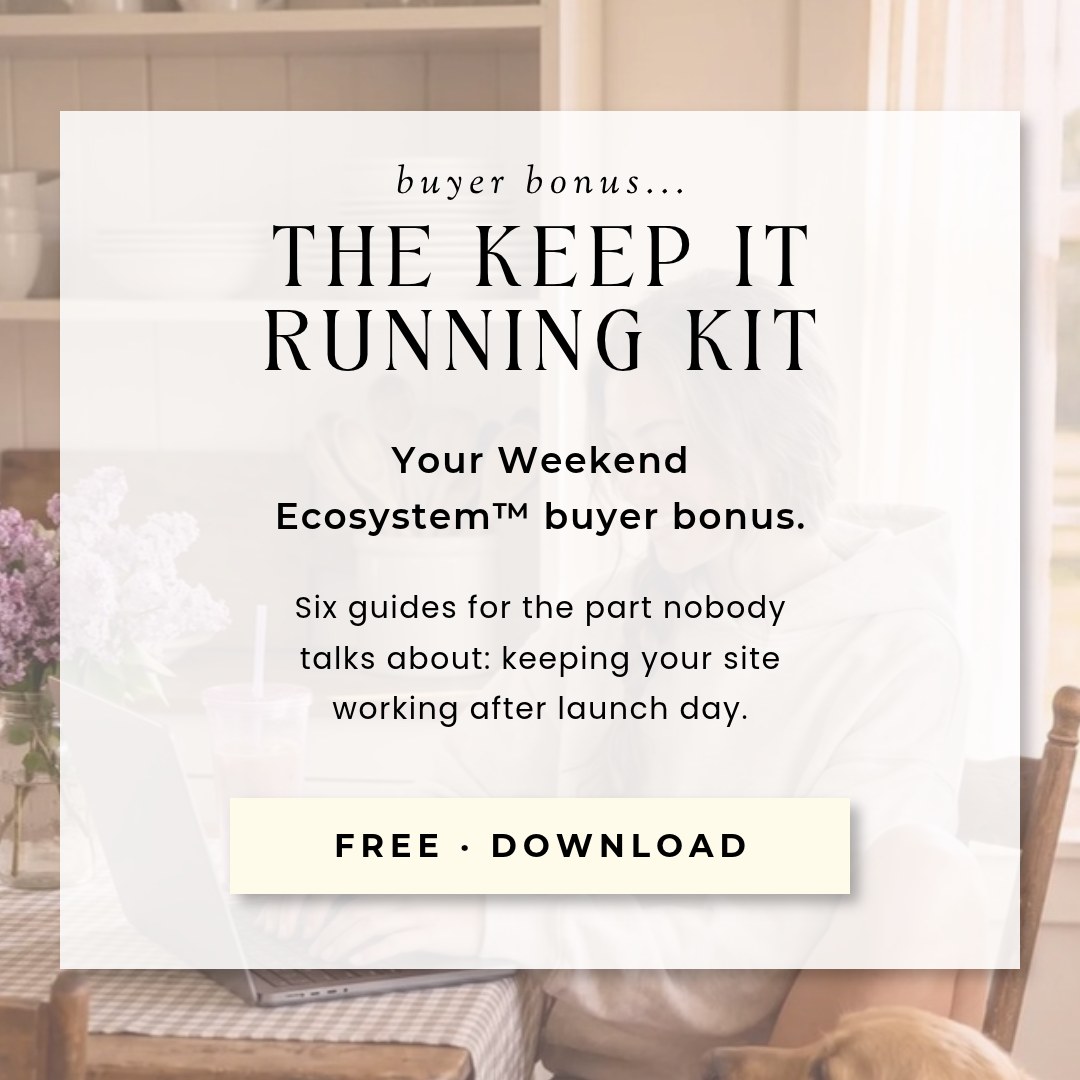 buyer bonus...
THE KEEP IT
RUNNING KIT
Your Weekend
Ecosystem™ buyer bonus.
Six guides for the part nobody
talks about: keeping your site
working after launch day.
FREE · DOWNLOAD